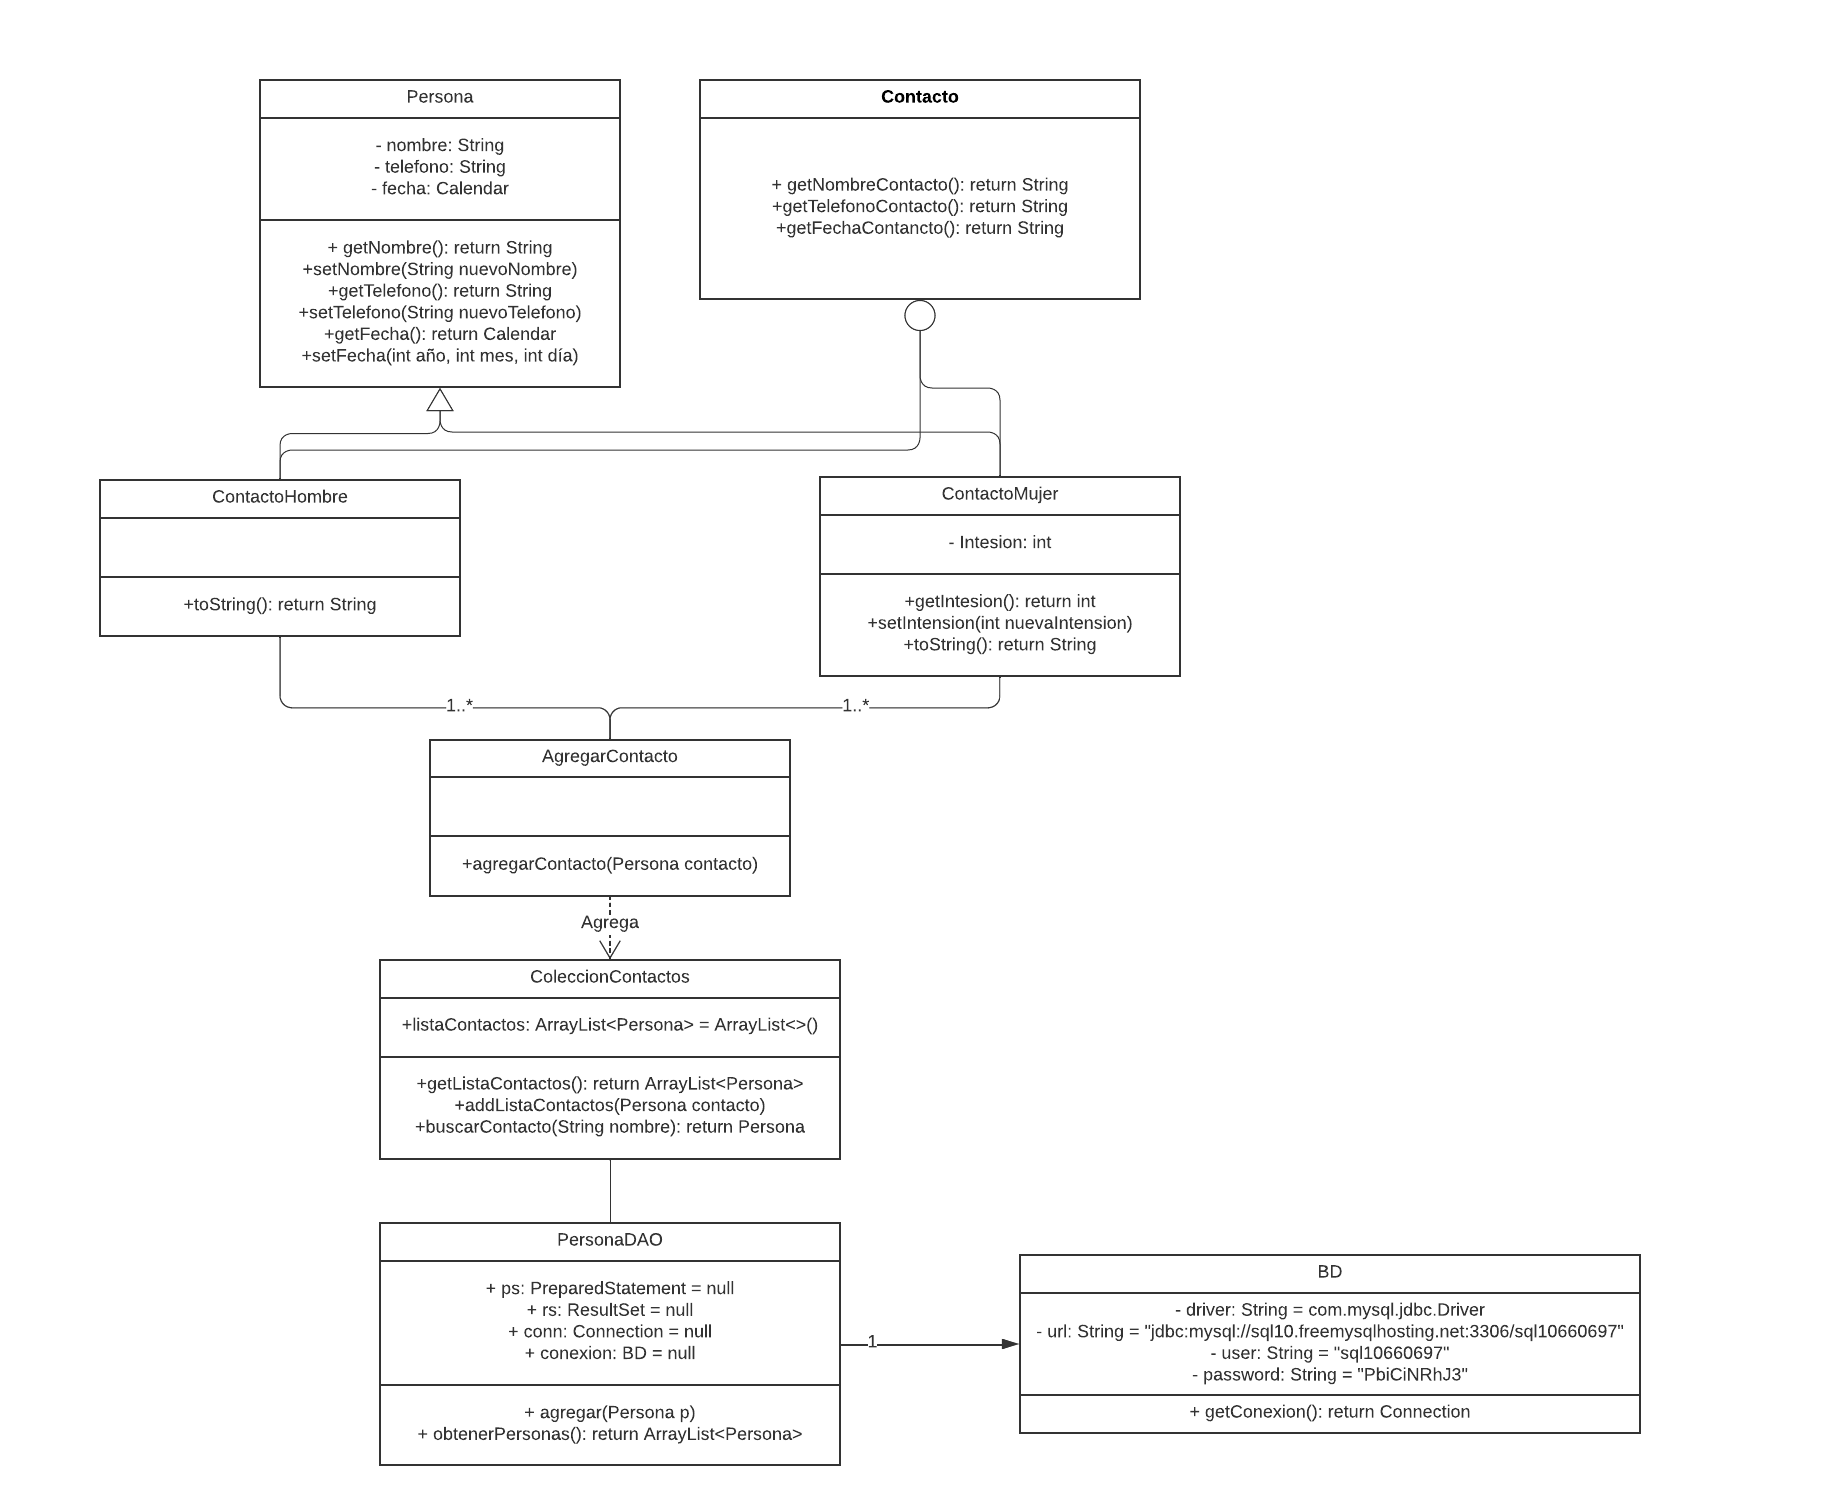 Persona
- nombre: String
- telefono: String
- fecha: Calendar
+ getNombre(): return String
+setNombre(String nuevoNombre)
+getTelefono(): return String
+setTelefono(String nuevoTelefono)
+getFecha(): return Calendar
+setFecha(int año, int mes, int día)
Contacto
+ getNombreContacto(): return String
+getTelefonoContacto(): return String
+getFechaContancto(): return String
ContactoHombre
+toString(): return String
ContactoMujer
- Intesion: int
+getIntesion(): return int
+setIntension(int nuevaIntension)
+toString(): return String
1..*
1..*
AgregarContacto
+agregarContacto(Persona contacto)
Agrega
ColeccionContactos
+listaContactos: ArrayList<Persona> = ArrayList<>()
+getListaContactos(): return ArrayList<Persona>
+addListaContactos(Persona contacto)
+buscarContacto(String nombre): return Persona
PersonaDAO
+ ps: PreparedStatement = null
+ rs: ResultSet = null
+ conn: Connection = null
+ conexion: BD = null
+ agregar(Persona p)
+ obtenerPersonas(): return ArrayList<Persona>
1
BD
- driver: String = com.mysql.jdbc.Driver
- url: String = "jdbc:mysql://sql10.freemysqlhosting.net:3306/sql10660697"
- user: String = "sql10660697"
- password: String = "PbiCiNRhJ3"
+ getConexion(): return Connection